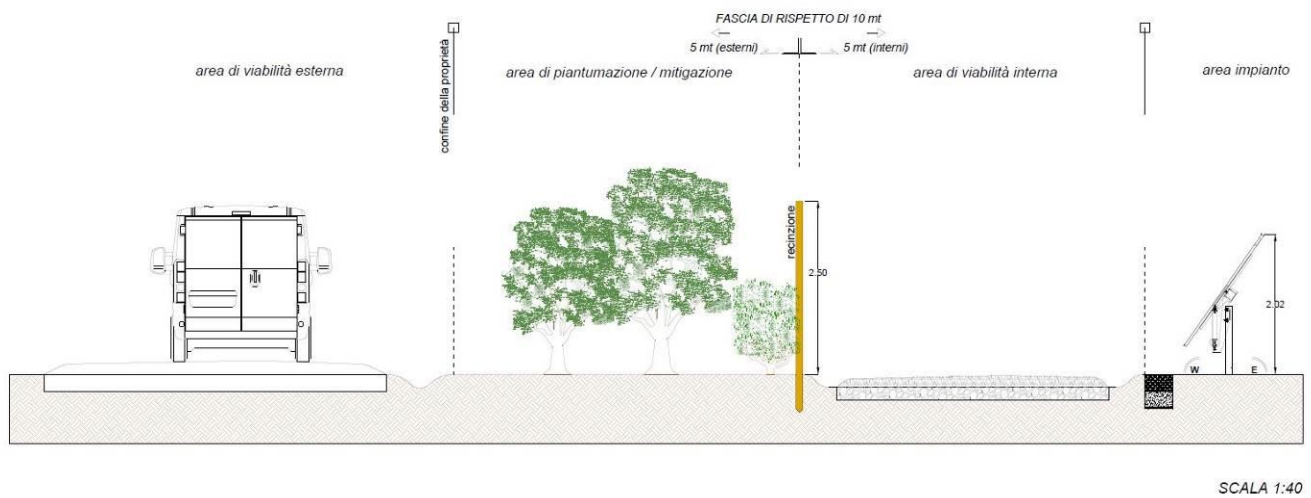 FASCIA DI RISPETTO DI 10 mt
5 mt (esterni) 5 mt (interni)
area di viabilità esterna
confine della proprietà
area di piantumazione / mitigazione
area di viabilità interna
area impianto
recinzione
2.50
2.02
W E
SCALA 1:40